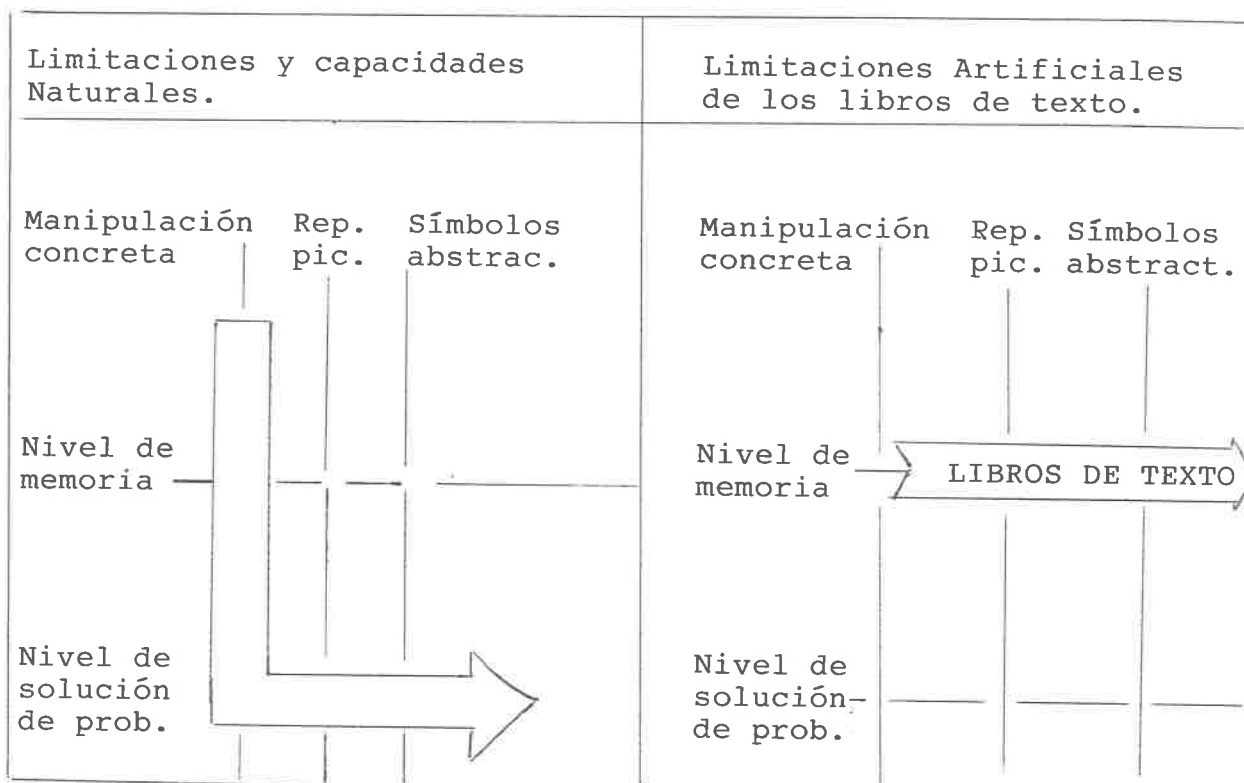 Limitaciones y capacidades
Naturales.
Manipulación Rep. Símbolos
concreta pic. abstrac.
Nivel de
memoria
Nivel de
solución
de prob.
Limitaciones Artificiales
de los libros de texto.
Manipulación Rep. Símbolos
concreta pic. abstract.
Nivel de
memoria
LIBROS DE TEXTO
Nivel de
solución-
de prob.